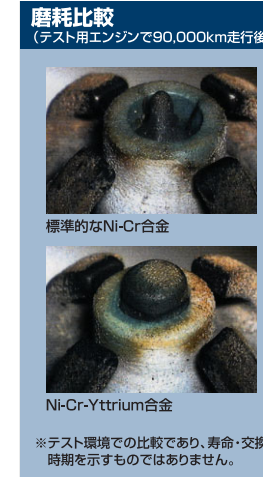 磨耗比較
(テスト用エンジンで90,000km走行後
標準的なNi-Cr合金
Ni-Cr-Yttrium合金
※テスト環境での比較であり、寿命・交換
時期を示すものではありません。